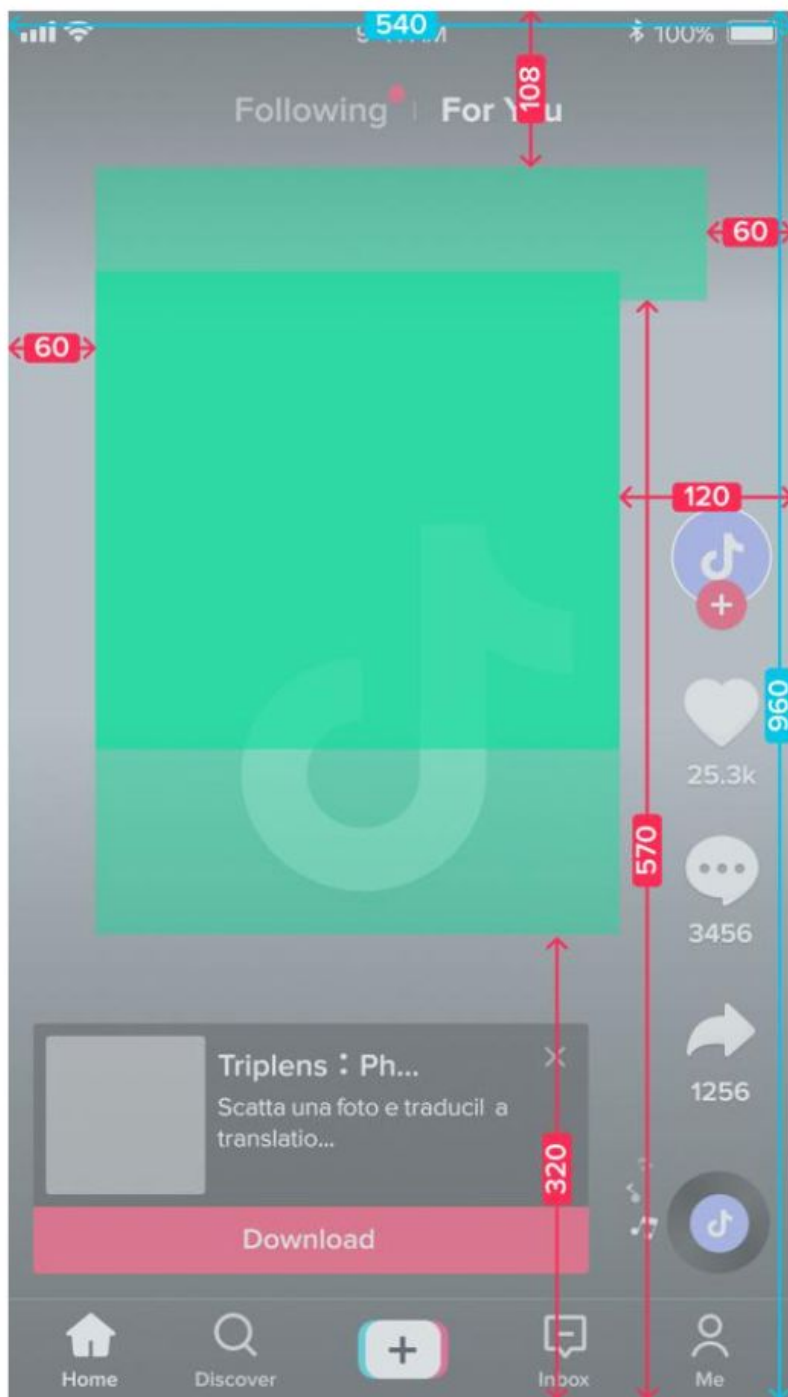 540
100%
108
Following
For You
60
60
120
960
25.3k
570
3456
Triplens：Ph...
Scatta una foto e traducil a
translatio...
1256
320
Download
Home
Discover
Inbox
Me